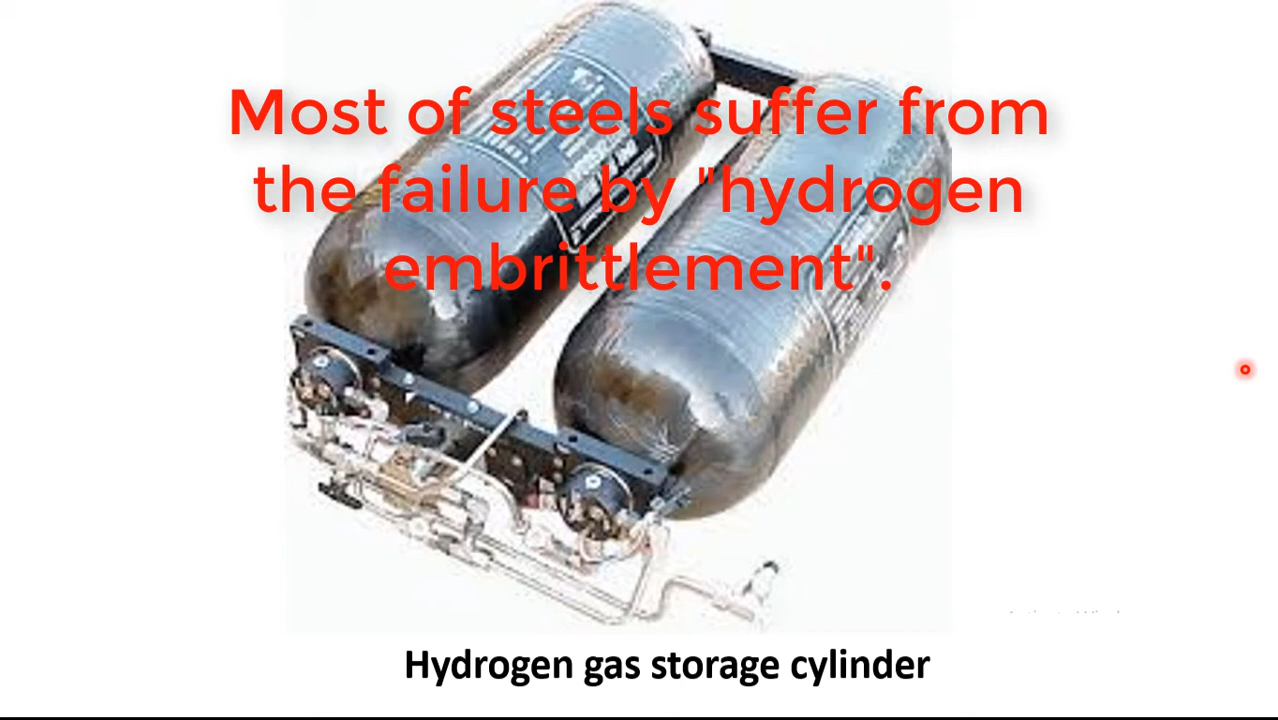 Most of steels suffer from
the failure by "hydrogen
embrittlement".
Hydrogen gas storage cylinder